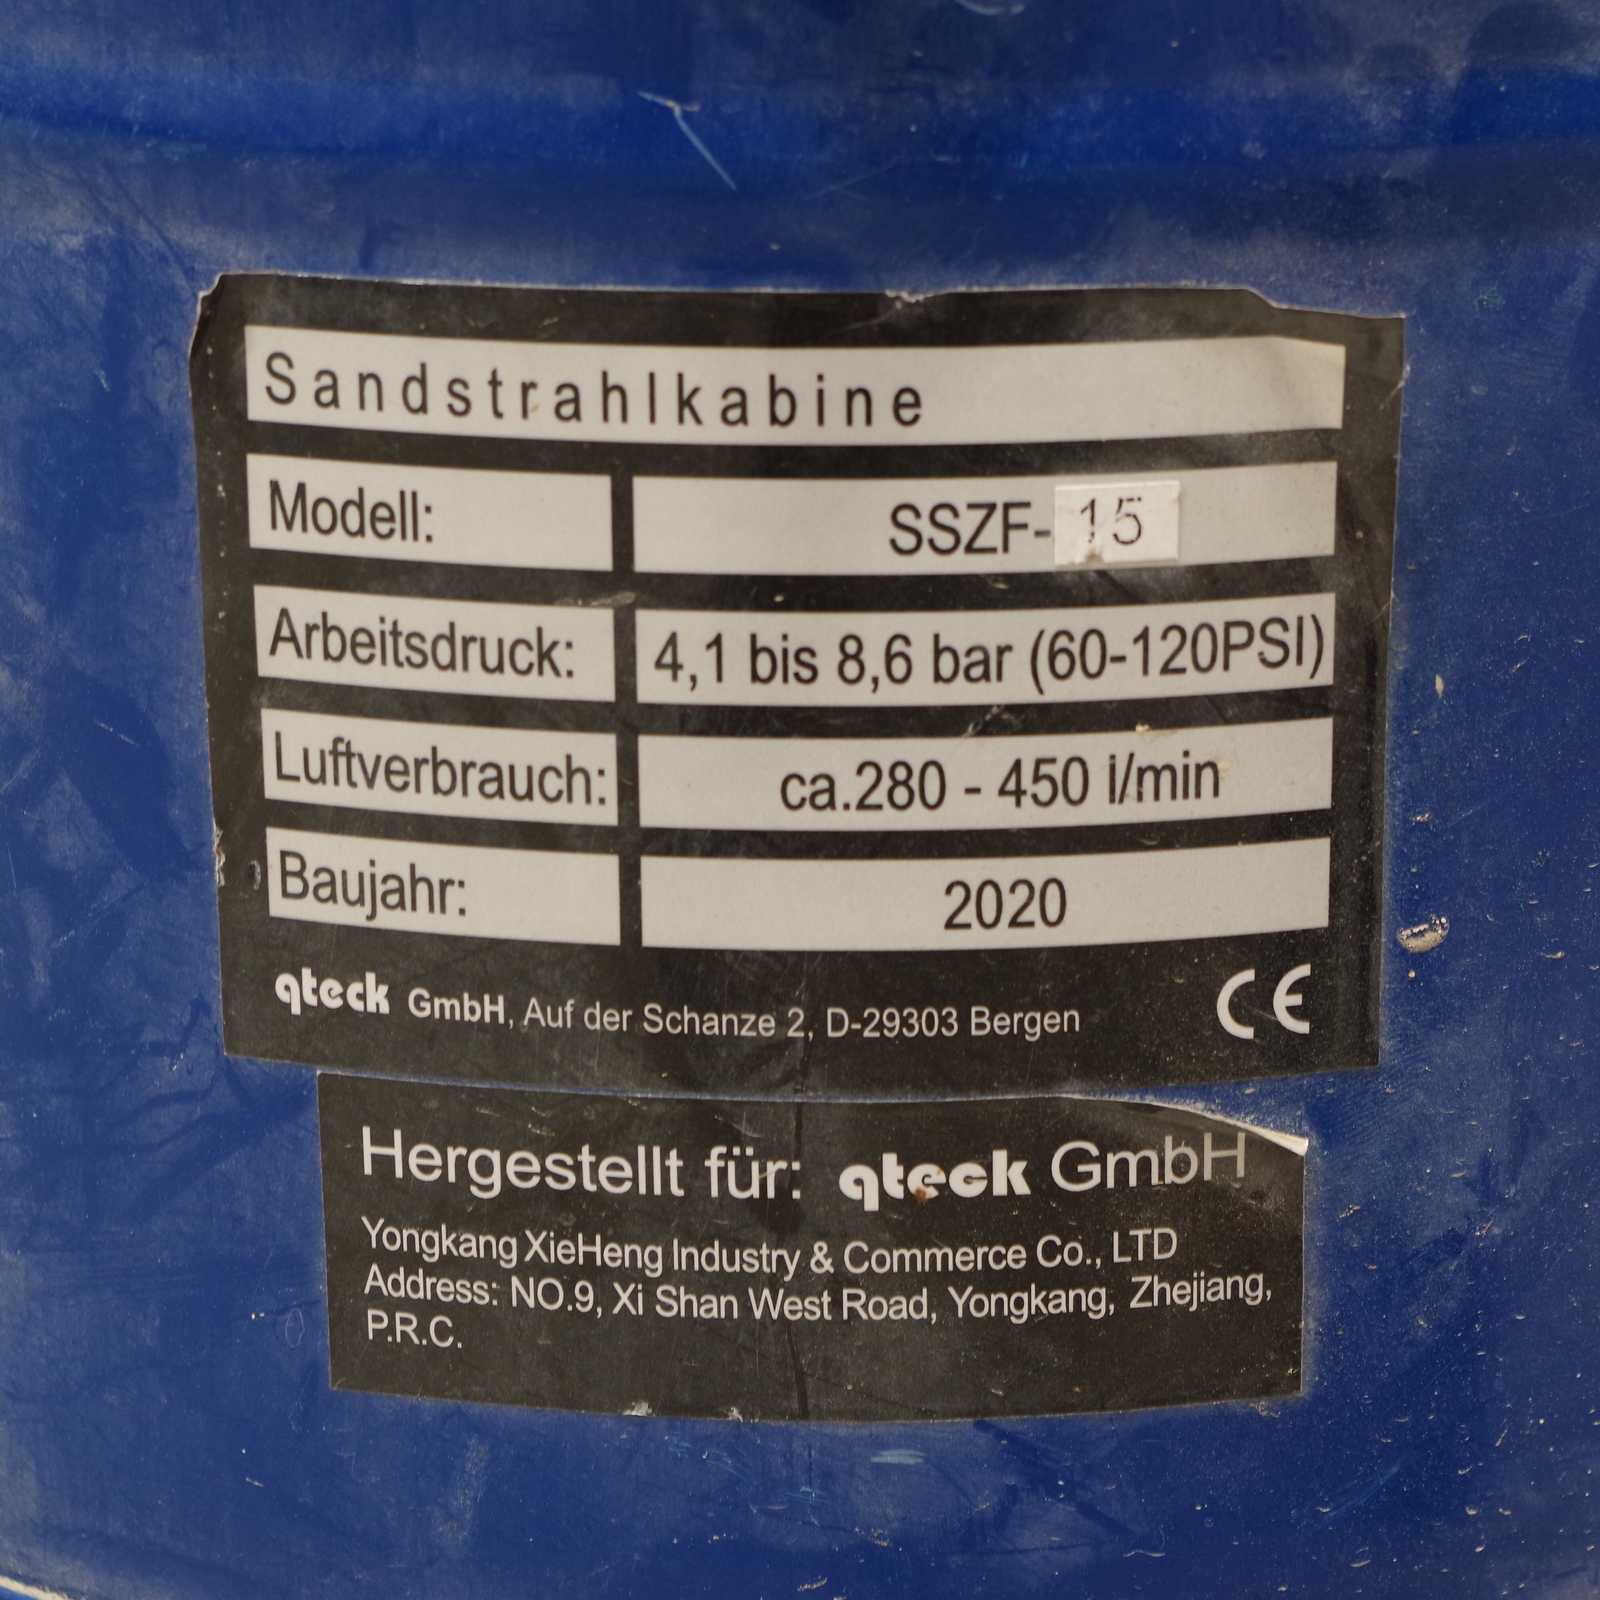 Sandstrahlkabine
Modell: SSZF-15
Arbeitsdruck: 4,1 bis 8,6 bar (60-120PSI)
Luftverbrauch: ca.280 - 450 l/min
Baujahr: 2020
qteck GmbH, Auf der Schanze 2, D-29303 Bergen CE
Hergestellt für: qteck GmbH
Yongkang XieHeng Industry & Commerce Co., LTD
Address: NO.9, Xi Shan West Road, Yongkang, Zhejiang,
P.R.C.